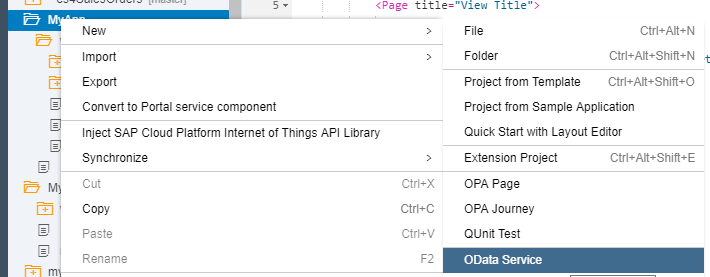 cs4SalesOrders [master]
5
<Page title="View Title">
MyApp
New
File Ctrl+Alt+N
Import
Folder Ctrl+Alt+Shift+N
Export
Project from Template Ctrl+Alt+Shift+O
Convert to Portal service component
Project from Sample Application
Inject SAP Cloud Platform Internet of Things API Library
Quick Start with Layout Editor
Synchronize
Extension Project Ctrl+Alt+Shift+E
Cut Ctrl+X
OPA Page
Copy Ctrl+C
OPA Journey
Paste Ctrl+V
QUnit Test
Rename F2
OData Service